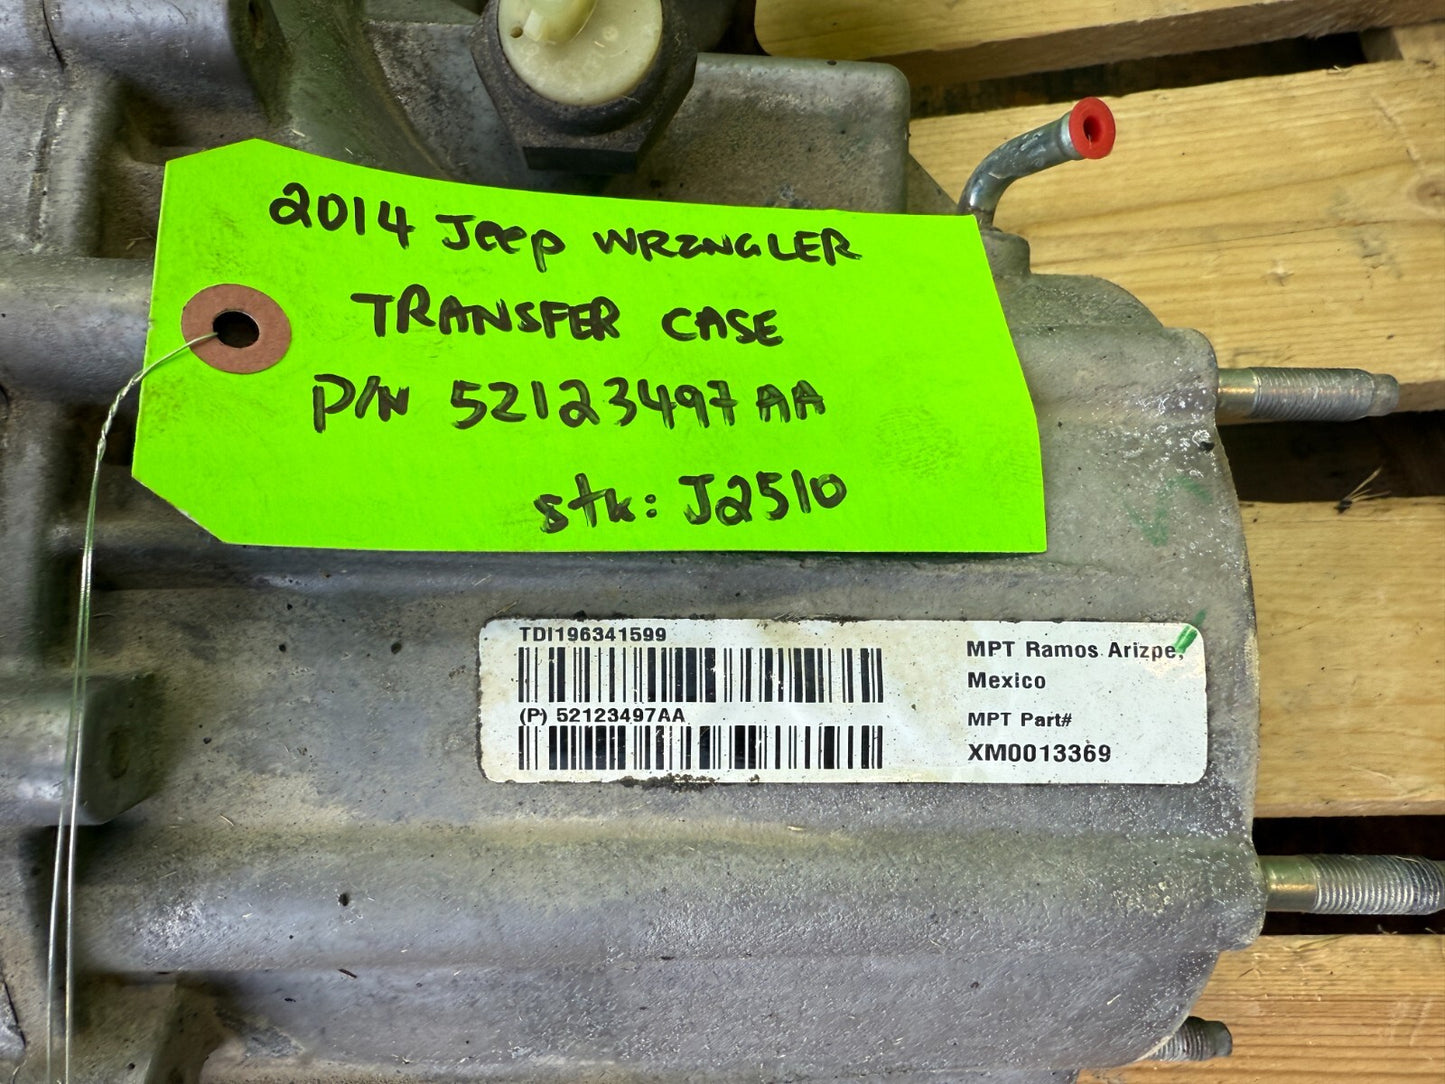 2014 Jeep WRANGLER
TRANSFER CASE
P/N 52123497AA
stk: J2510
TDI196341599
(P) 52123497AA
MPT Ramos Arizpe,
Mexico
MPT Part#
XM0013369